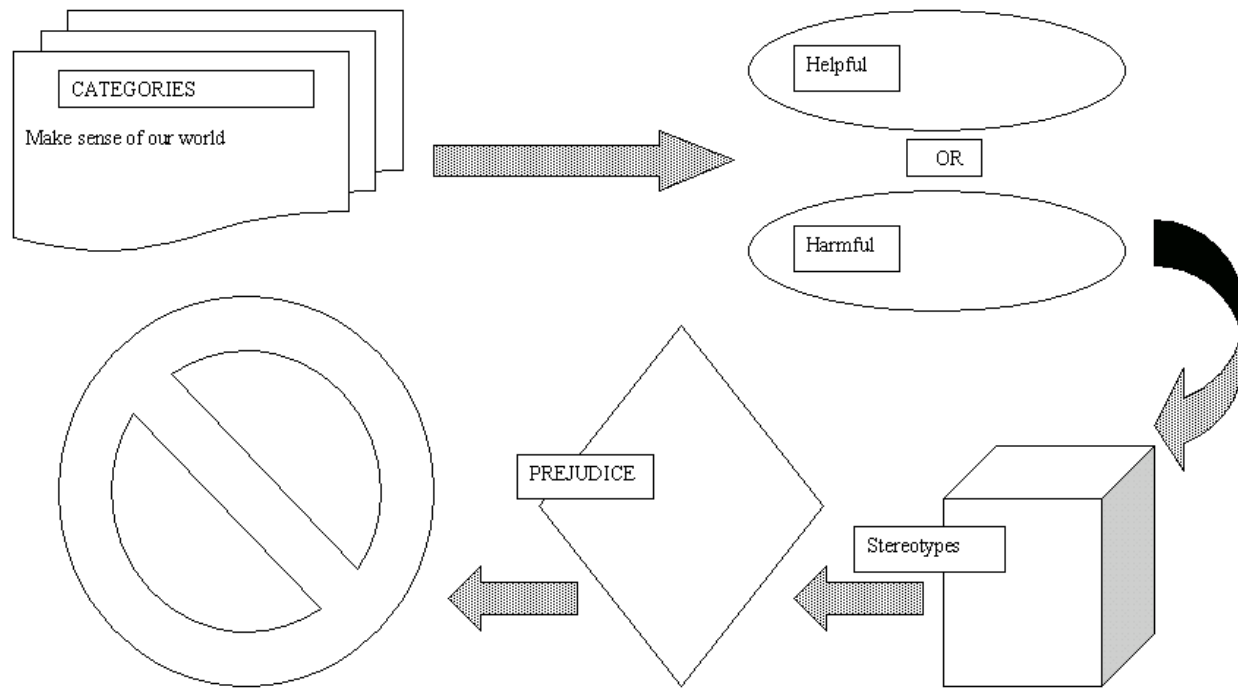 CATEGORIES
Make sense of our world
Helpful
OR
Harmful
Stereotypes
PREJUDICE